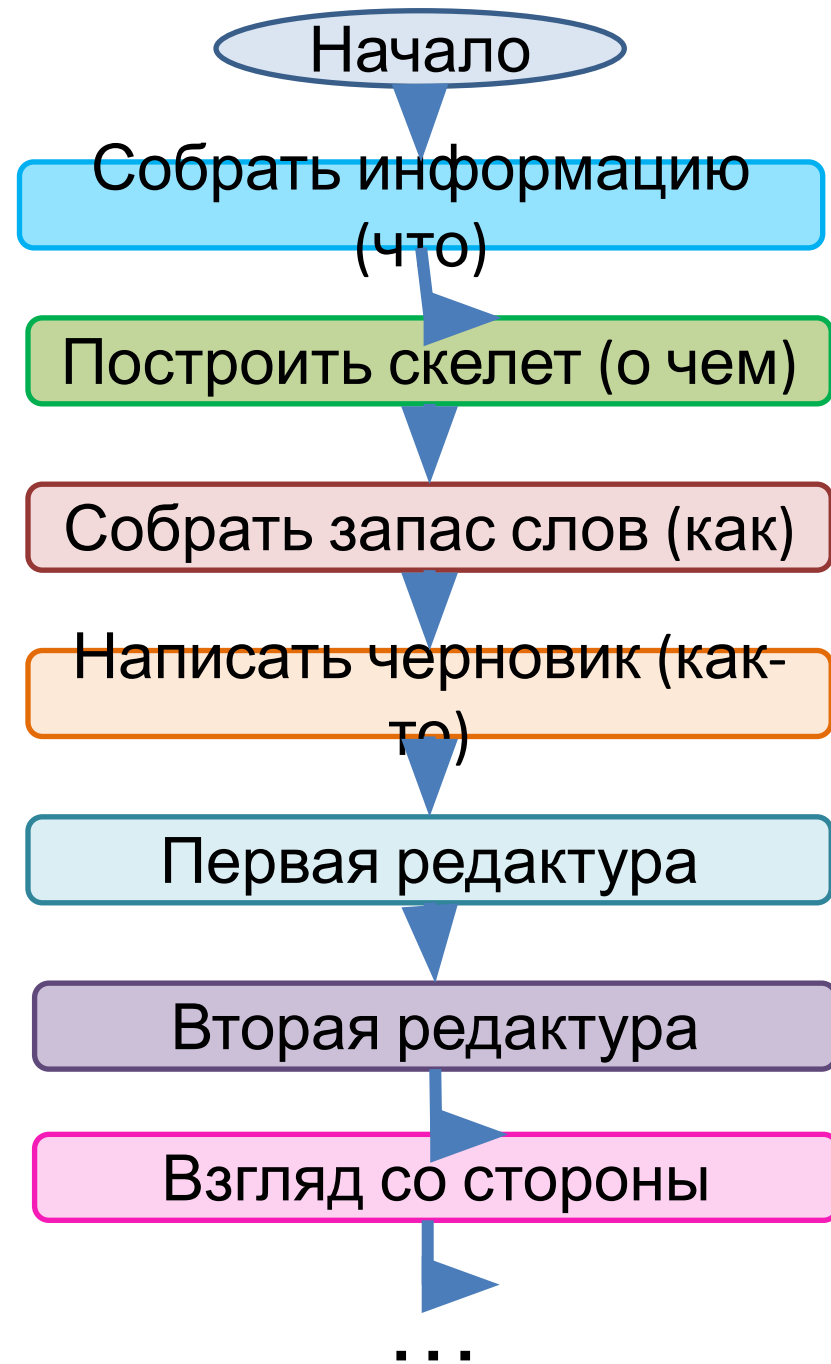 Начало
Собрать информацию
(что)
Построить скелет (о чем)
Собрать запас слов (как)
Написать черновик (как-
то)
Первая редактура
Вторая редактура
Взгляд со стороны
...